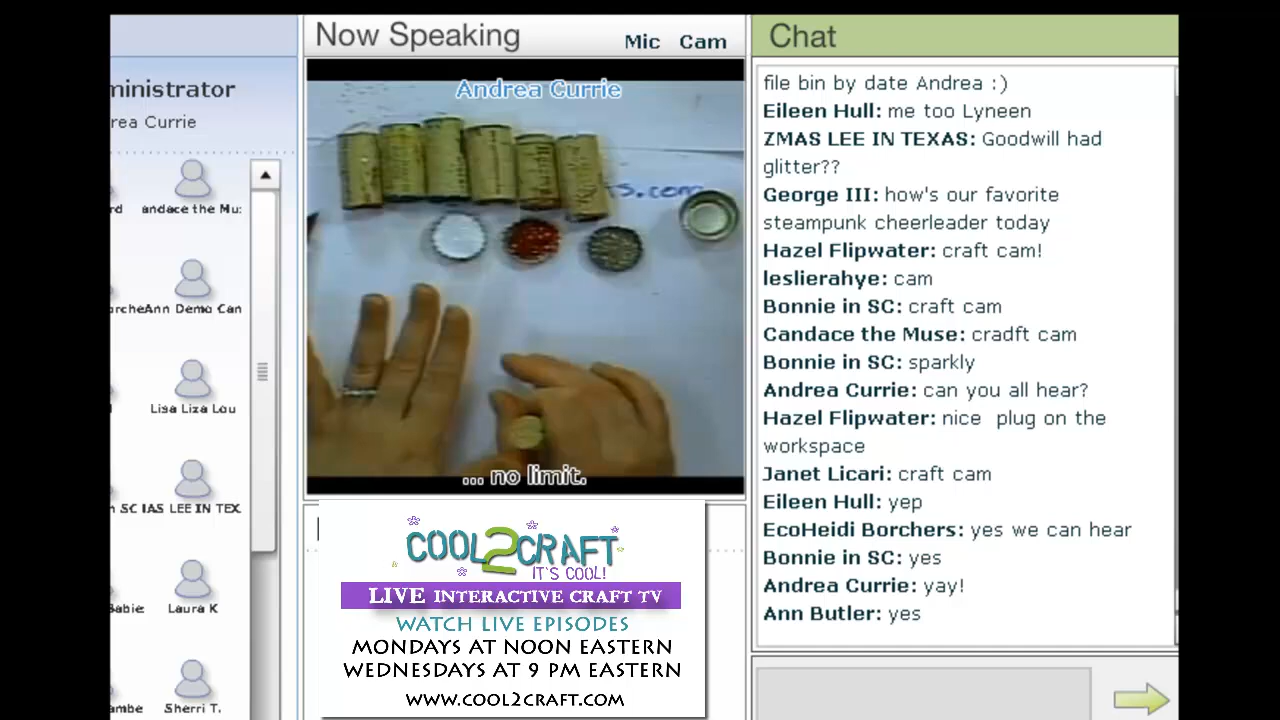 ministrator
rea Currie
rd
andace the Mu:
rche
Ann Demo Can
Lisa Liza Lou
n SC
IAS LEE IN TEX
Babie
Laura K
ambe
Sherri T.
Now Speaking
Mic Cam
Andrea Currie
s.com
... no limit.
COOL2CRAFT
IT'S COOL!
LIVE INTERACTIVE CRAFT TV
WATCH LIVE EPISODES
MONDAYS AT NOON EASTERN
WEDNESDAYS AT 9 PM EASTERN
WWW.COOL2CRAFT.COM
Chat
file bin by date Andrea :)
Eileen Hull: me too Lyneen
ZMAS LEE IN TEXAS: Goodwill had
glitter??
George III: how's our favorite
steampunk cheerleader today
Hazel Flipwater: craft cam!
leslierahye: cam
Bonnie in SC: craft cam
Candace the Muse: cradft cam
Bonnie in SC: sparkly
Andrea Currie: can you all hear?
Hazel Flipwater: nice plug on the
workspace
Janet Licari: craft cam
Eileen Hull: yep
EcoHeidi Borchers: yes we can hear
Bonnie in SC: yes
Andrea Currie: yay!
Ann Butler: yes